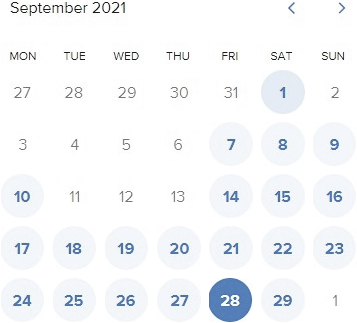 September 2021 < >
MON TUE WED THU FRI SAT SUN
27 28 29 30 31 1 2
3 4 5 6 7 8 9
10 11 12 13 14 15 16
17 18 19 20 21 22 23
24 25 26 27 28 29 1